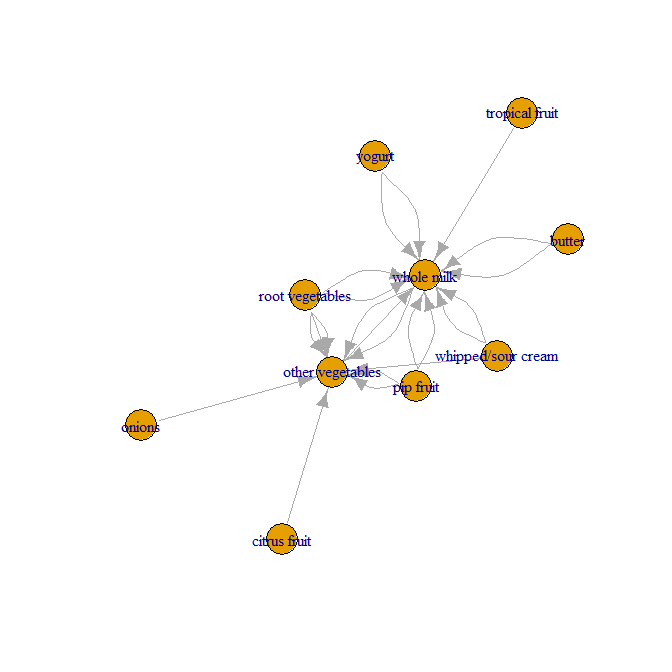 tropical fruit
yogurt
butter
whole milk
root vegetables
whipped/sour cream
other vegetables
pip fruit
onions
citrus fruit